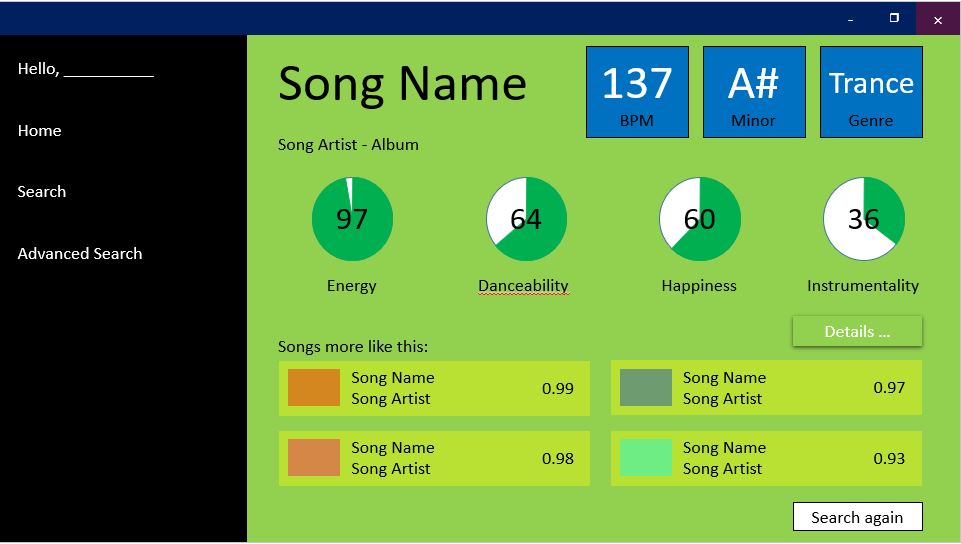 Hello, __________
Home
Search
Advanced Search
Song Name
Song Artist - Album
137
BPM
A#
Minor
Trance
Genre
97
Energy
64
Danceability
60
Happiness
36
Instrumentality
Details ...
Songs more like this:
Song Name
Song Artist
0.99
Song Name
Song Artist
0.97
Song Name
Song Artist
0.98
Song Name
Song Artist
0.93
Search again